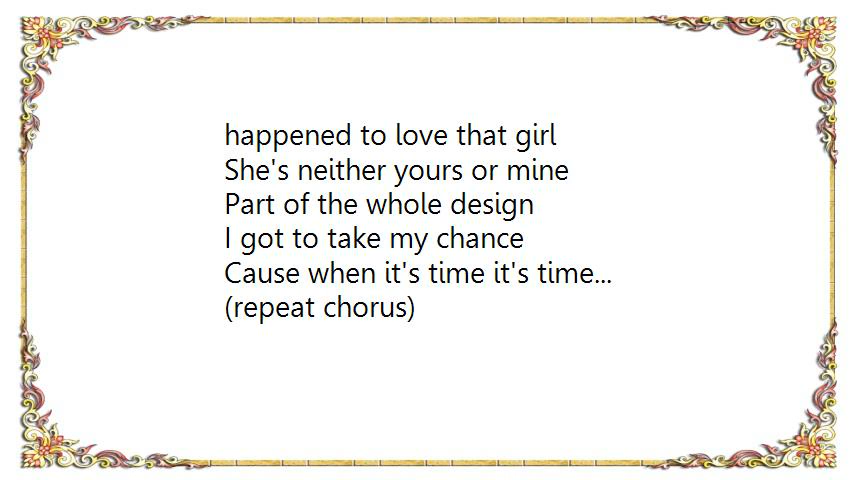 happened to love that girl
She's neither yours or mine
Part of the whole design
I got to take my chance
Cause when it's time it's time...
(repeat chorus)